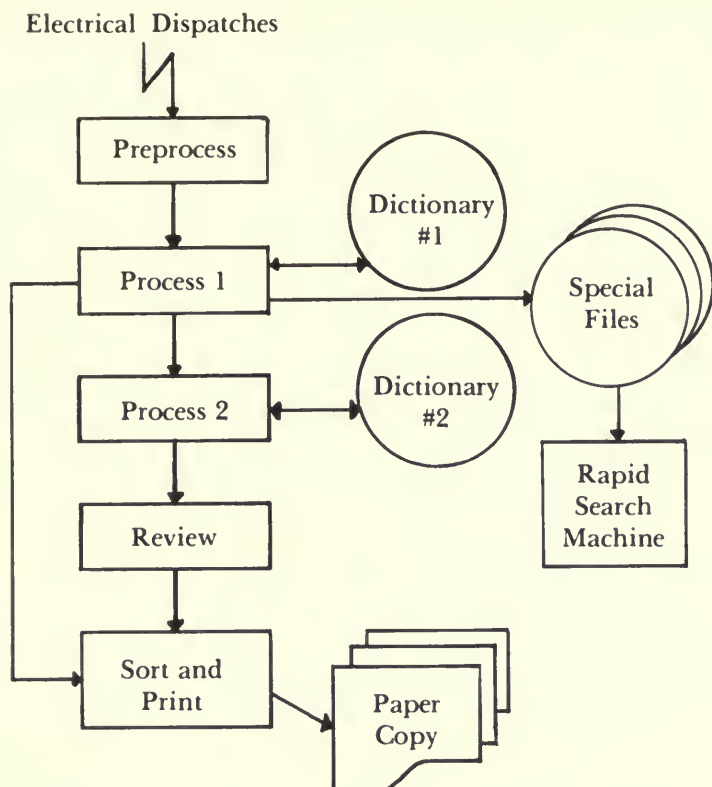 Electrical Dispatches
Preprocess
Dictionary
#1
Process 1
Special
Files
Process 2
Dictionary
#2
Rapid
Search
Machine
Review
Sort and
Print
Paper
Copy